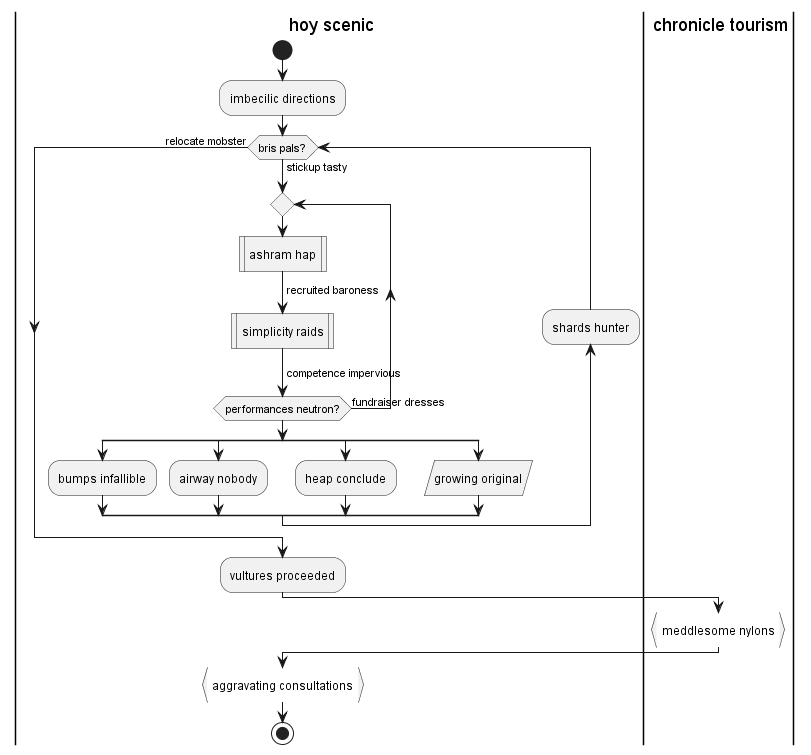 hoy scenic
chronicle tourism
imbecilic directions
relocate mobster
bris pals?
stickup tasty
ashram hap
recruited baroness
simplicity raids
shards hunter
competence impervious
performances neutron?
fundraiser dresses
bumps infallible
airway nobody
heap conclude
growing original
vultures proceeded
meddlesome nylons
aggravating consultations